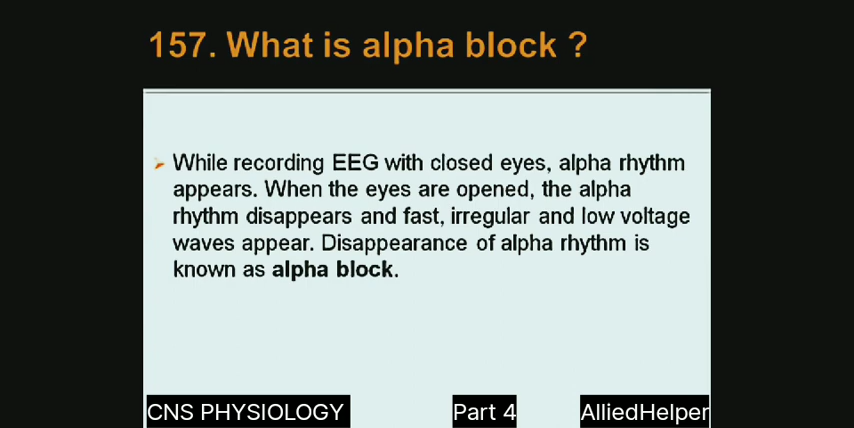 157. What is alpha block ?
While recording EEG with closed eyes, alpha rhythm
appears. When the eyes are opened, the alpha
rhythm disappears and fast, irregular and low voltage
waves appear. Disappearance of alpha rhythm is
known as alpha block.
CNS PHYSIOLOGY Part 4 AlliedHelper